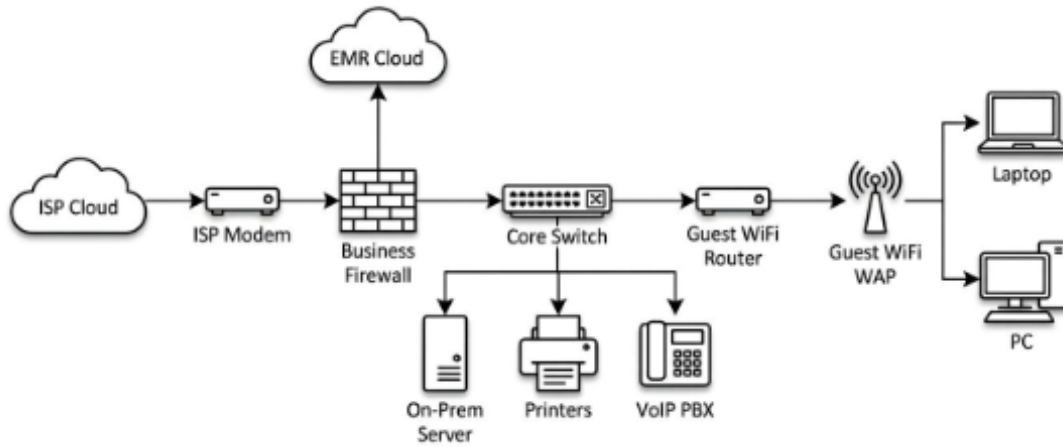 EMR Cloud
ISP Cloud
ISP Modem
Business
Firewall
Core Switch
Guest WiFi
Router
Guest WiFi
WAP
Laptop
PC
On-Prem
Server
Printers
VoIP PBX